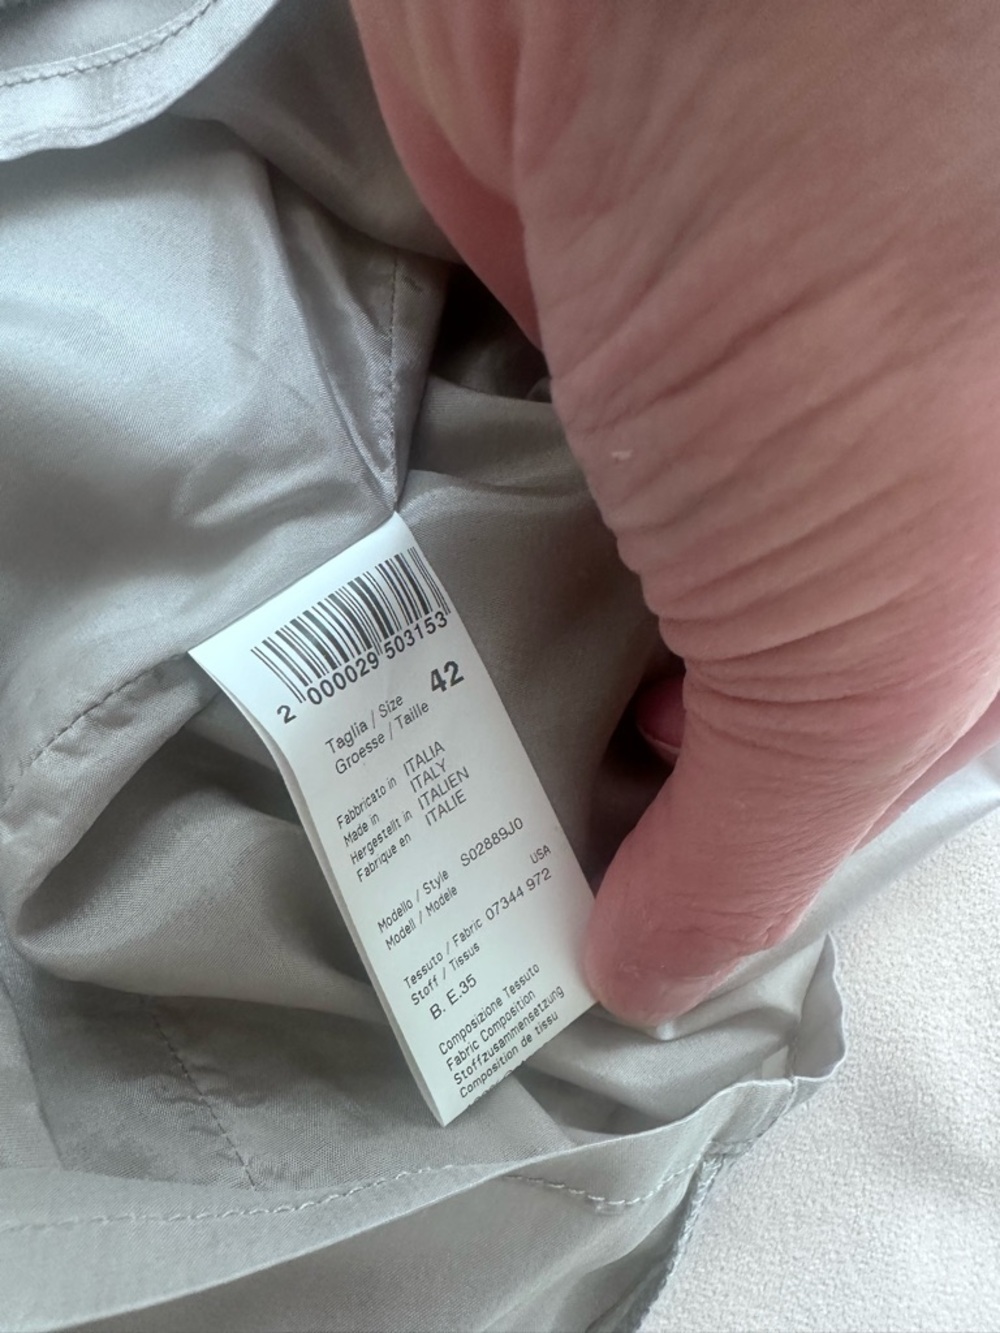 2 000029 503153
Taglia / Size 42
Groesse / Taille
Fabbricato in ITALIA
Made in ITALY
Hergestellt in ITALIEN
Fabrique en ITALIE
Modello / Style S02889J0
Modell / Modele
USA
Tessuto / Fabric 07344 972
Stoff / Tissus
B. E.35
Composizione Tessuto
Fabric Composition
Stoffzusammensetzung
Composition de tissu